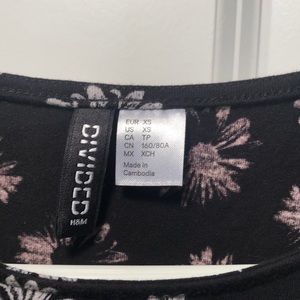 DIVIDED
H&M
EUR XS
US XS
CA TP
CN 160/80A
MX XCH
Made in
Cambodia